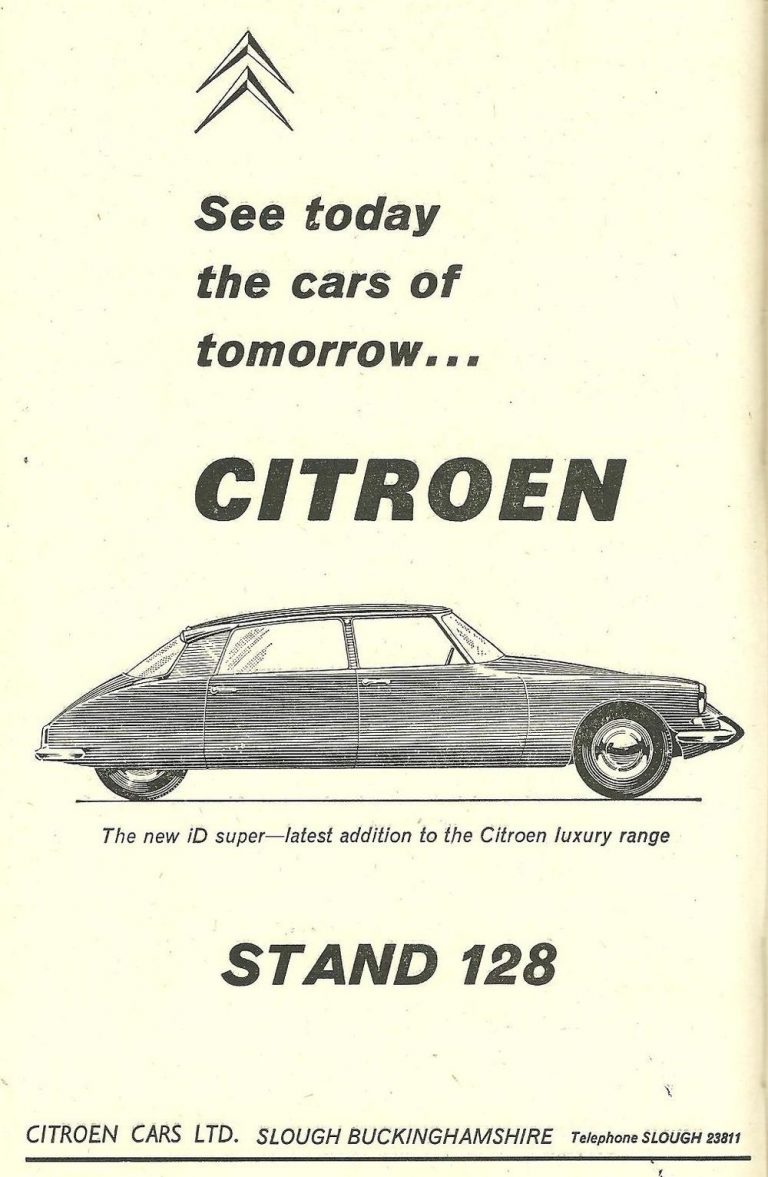 See today
the cars of
tomorrow...
CITROEN
The new iD super—latest addition to the Citroen luxury range
STAND 128
CITROEN CARS LTD. SLOUGH BUCKINGHAMSHIRE Telephone SLOUGH 23811